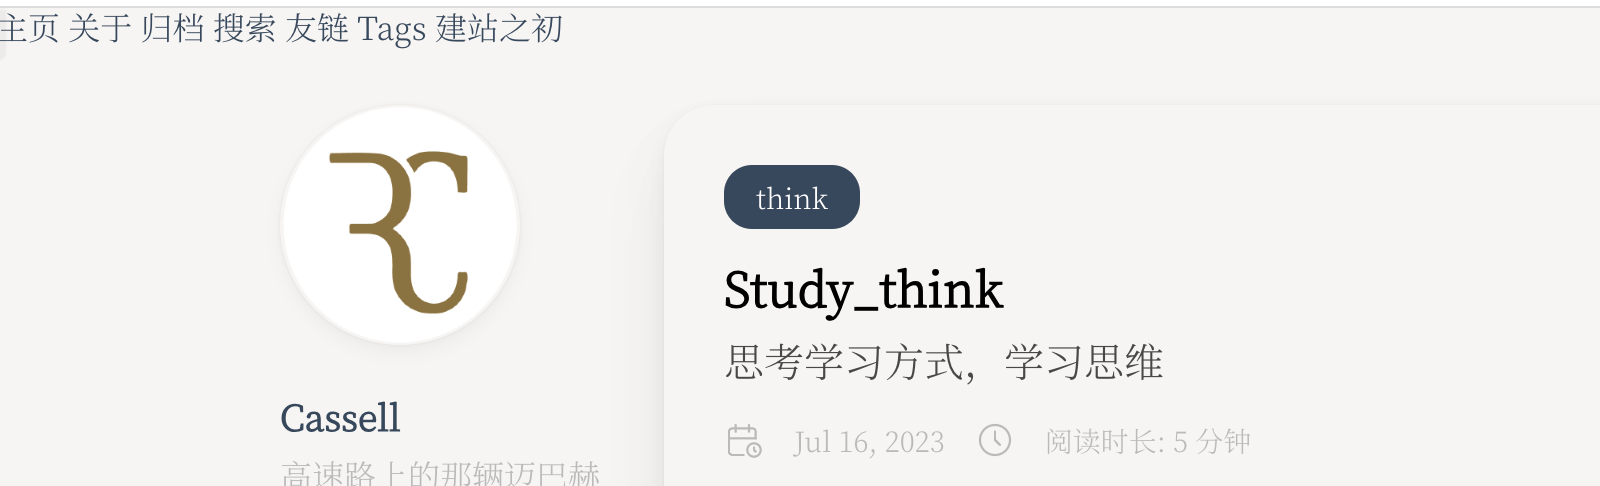 主页 关于 归档 搜索 友链 Tags 建站之初
think
Study_think
思考学习方式，学习思维
Jul 16, 2023 阅读时长: 5 分钟
Cassell
高速路上的那辆迈巴赫